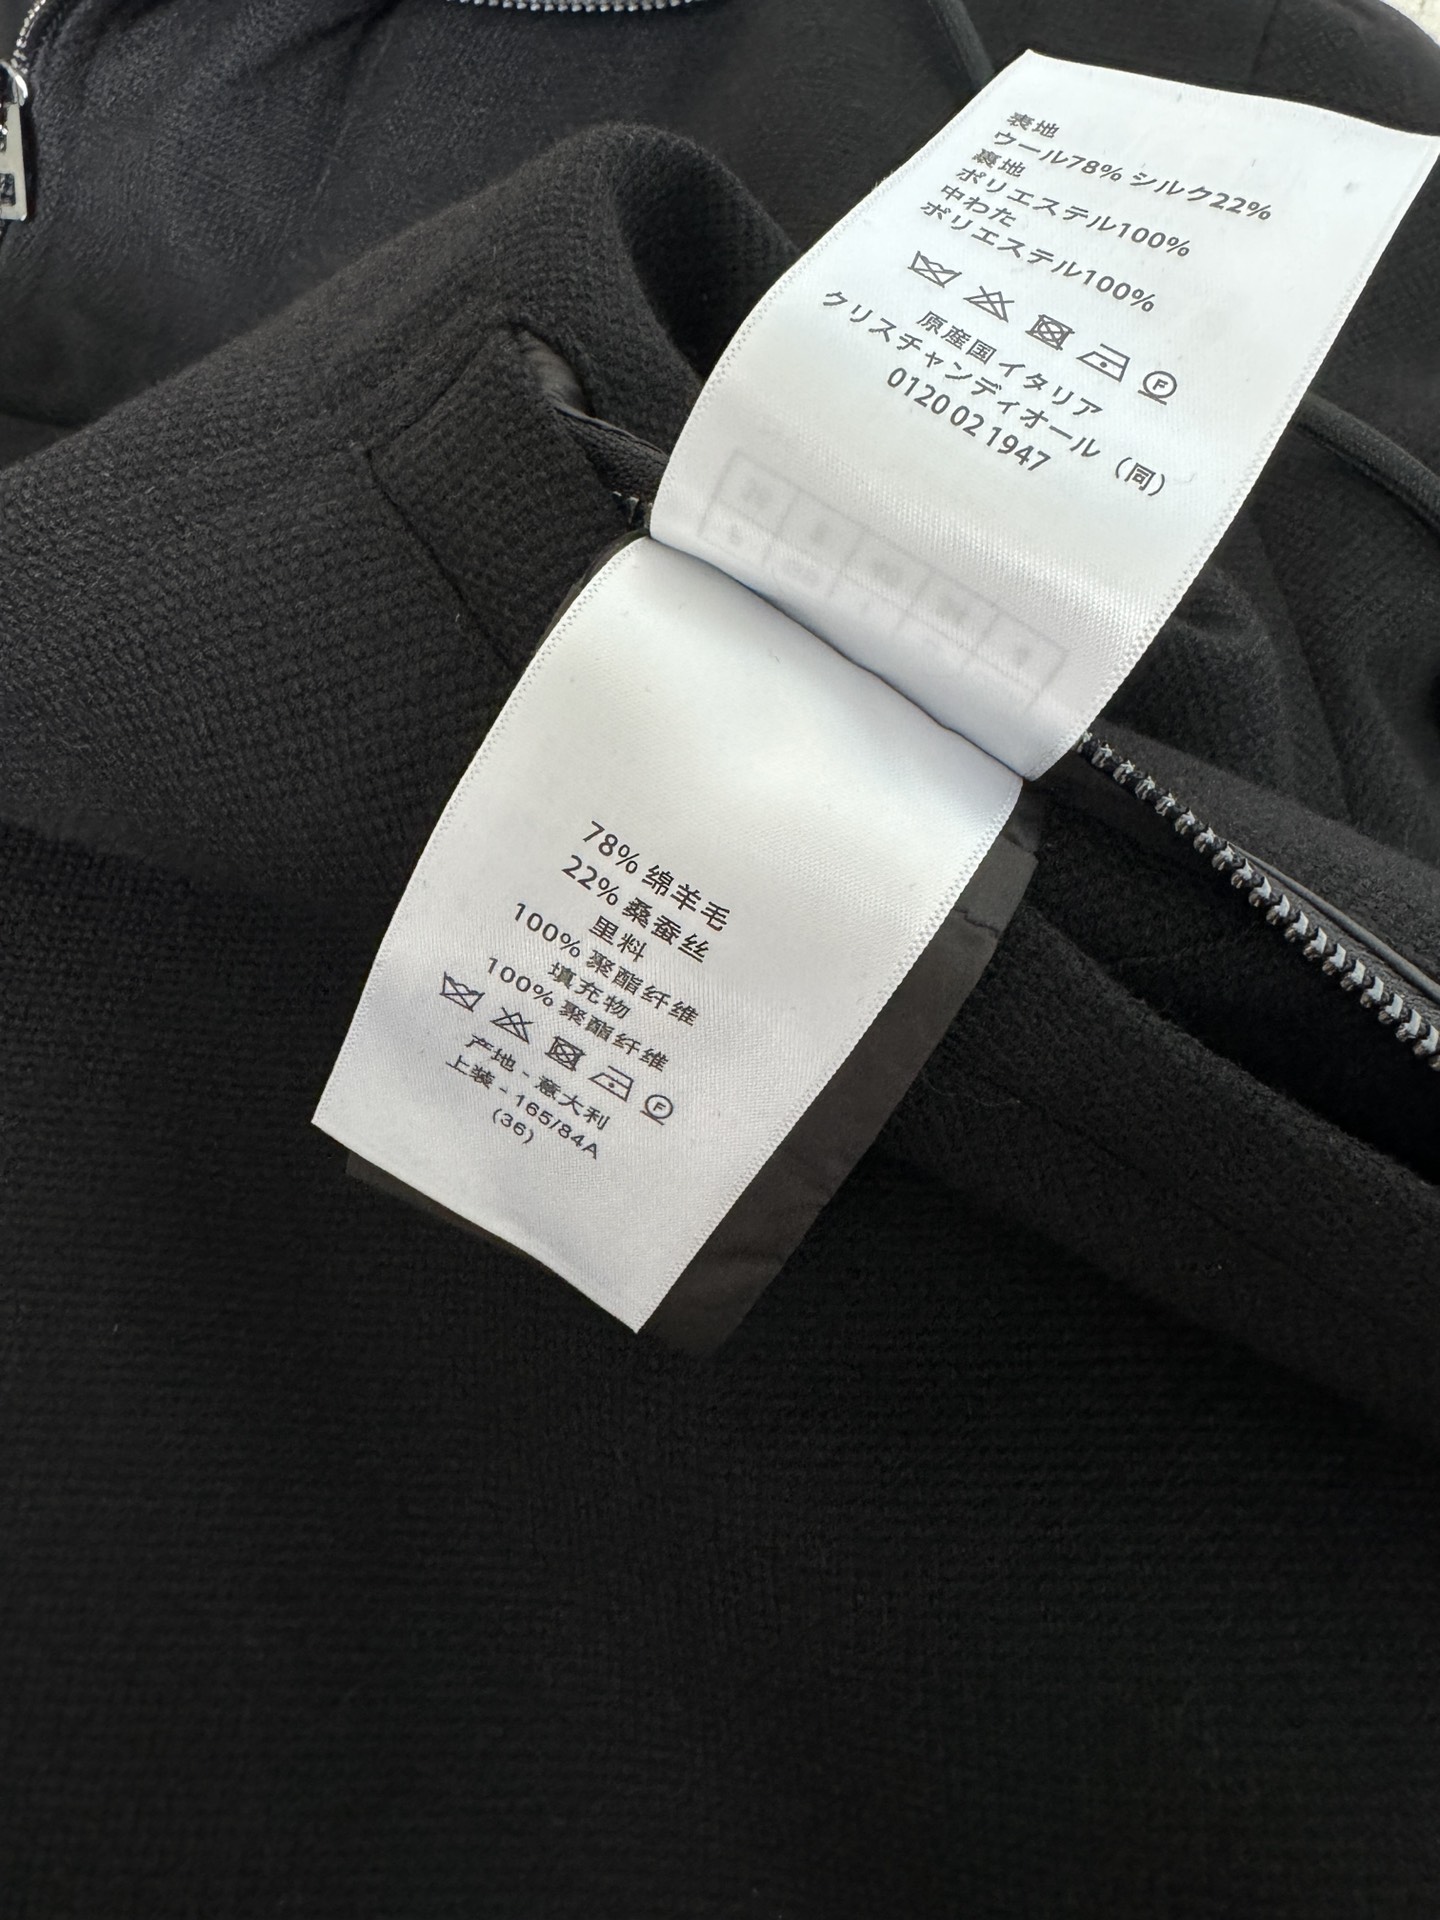 表地
ウール78% シルク22%
裏地
ポリエステル100%
中わた
ポリエステル100%
F
原産国イタリア
クリスチャンディオール（同）
0120 02 1947
78% 绵羊毛
22% 桑蚕丝
里料
100% 聚酯纤维
填充物
100% 聚酯纤维
F
产地 - 意大利
上装 - 165/84A
(36)